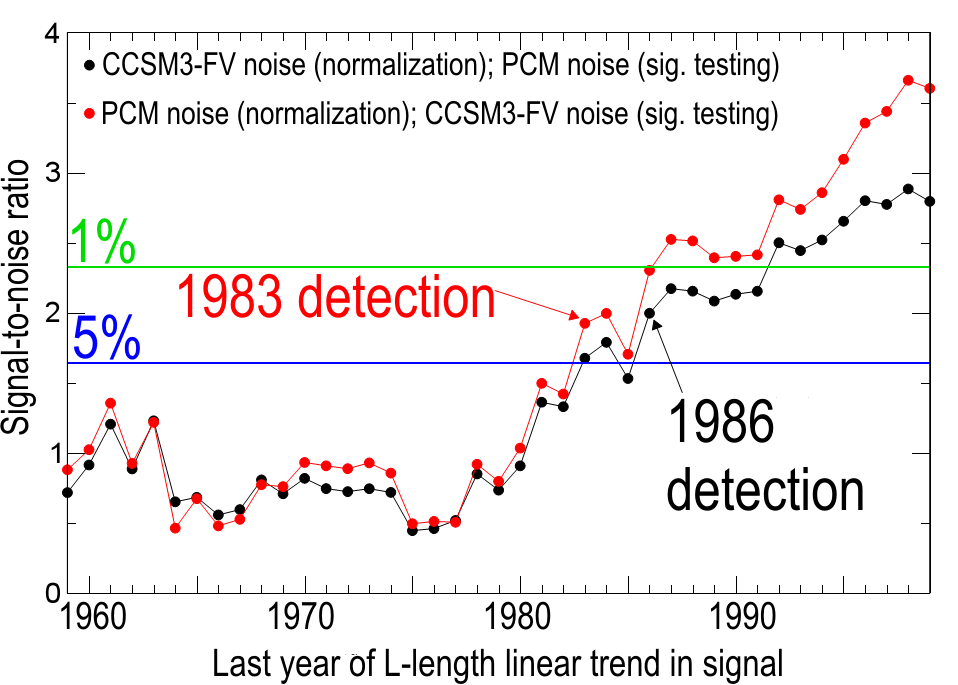 4
CCSM3-FV noise (normalization); PCM noise (sig. testing)
PCM noise (normalization); CCSM3-FV noise (sig. testing)
3
Signal-to-noise ratio
1%
1983 detection
2
5%
1986
detection
1
0
1960 1970 1980 1990
Last year of L-length linear trend in signal